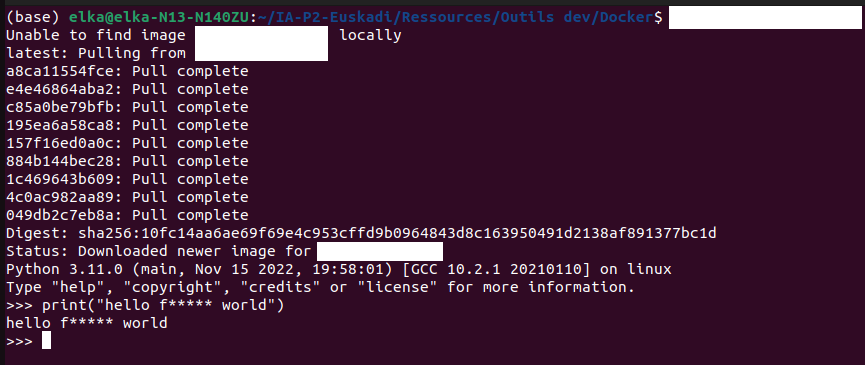 (base) elka@elka-N13-N140ZU:~/IA-P2-Euskadi/Ressources/Outils dev/Docker$
Unable to find image locally
latest: Pulling from
a8ca11554fce: Pull complete
e4e46864aba2: Pull complete
c85a0be79bfb: Pull complete
195ea6a58ca8: Pull complete
157f16ed0a0c: Pull complete
884b144bec28: Pull complete
1c469643b609: Pull complete
4c0ac982aa89: Pull complete
049db2c7eb8a: Pull complete
Digest: sha256:10fc14aa6ae69f69e4c953cffd9b0964843d8c163950491d2138af891377bc1d
Status: Downloaded newer image for
Python 3.11.0 (main, Nov 15 2022, 19:58:01) [GCC 10.2.1 20210110] on linux
Type "help", "copyright", "credits" or "license" for more information.
>>> print("hello f***** world")
hello f***** world
>>>